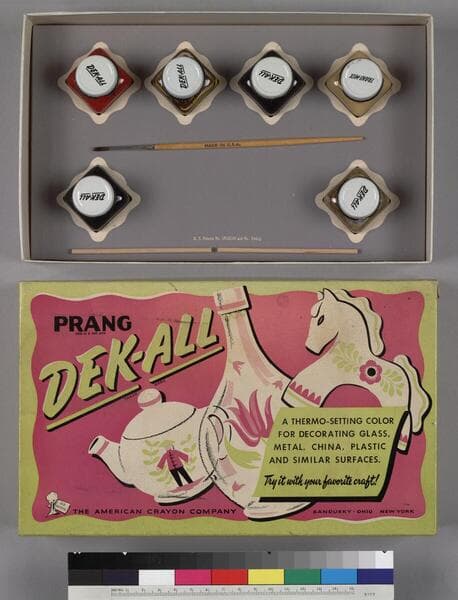 DEK-ALL
DEK-ALL
DEK-ALL
MADE IN U.S.A.
DEK-ALL
DEK-ALL
PRANG
DEK-ALL
A THERMO-SETTING COLOR
FOR DECORATING GLASS,
METAL, CHINA, PLASTIC
AND SIMILAR SURFACES.
Try it with your favorite craft!
THE AMERICAN CRAYON COMPANY
SANDUSKY · OHIO NEW YORK